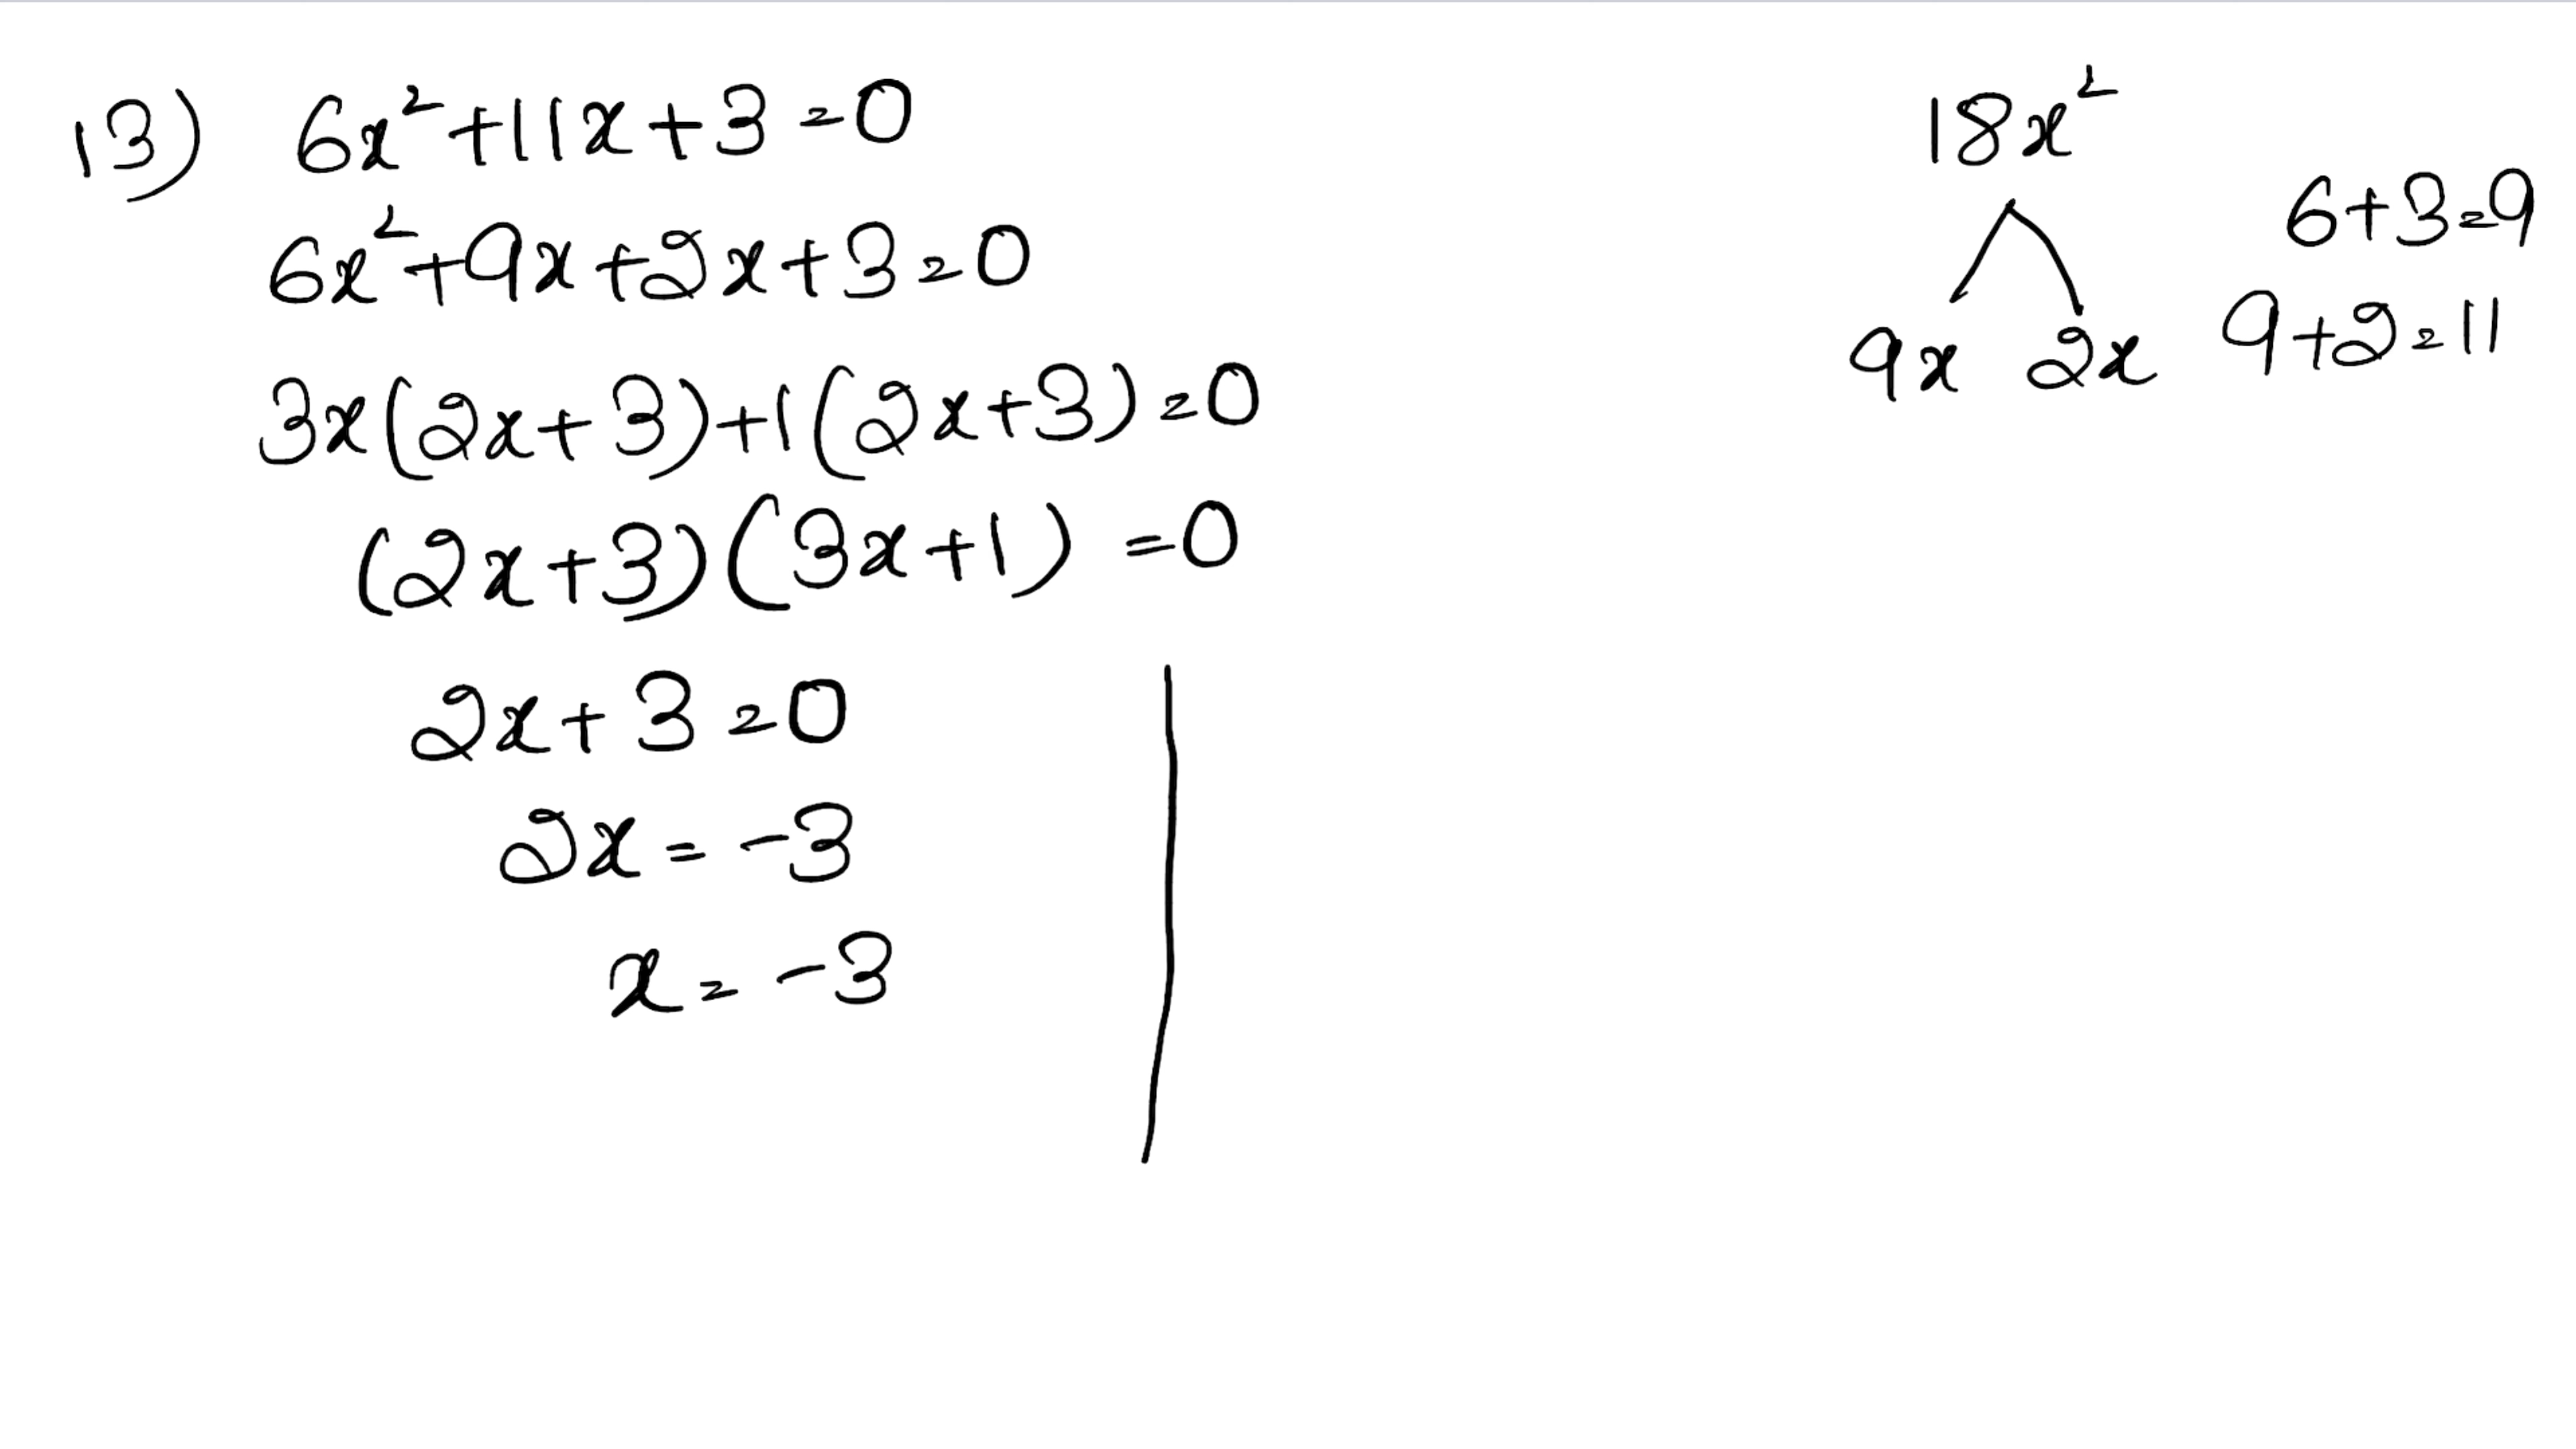 13) 6x²+11x+3=0
6x²+9x+2x+3=0
3x(2x+3)+1(2x+3)=0
(2x+3)(3x+1)=0
2x+3=0
2x=-3
x=-3
18x²
6+3=9
9x 2x 9+2=11